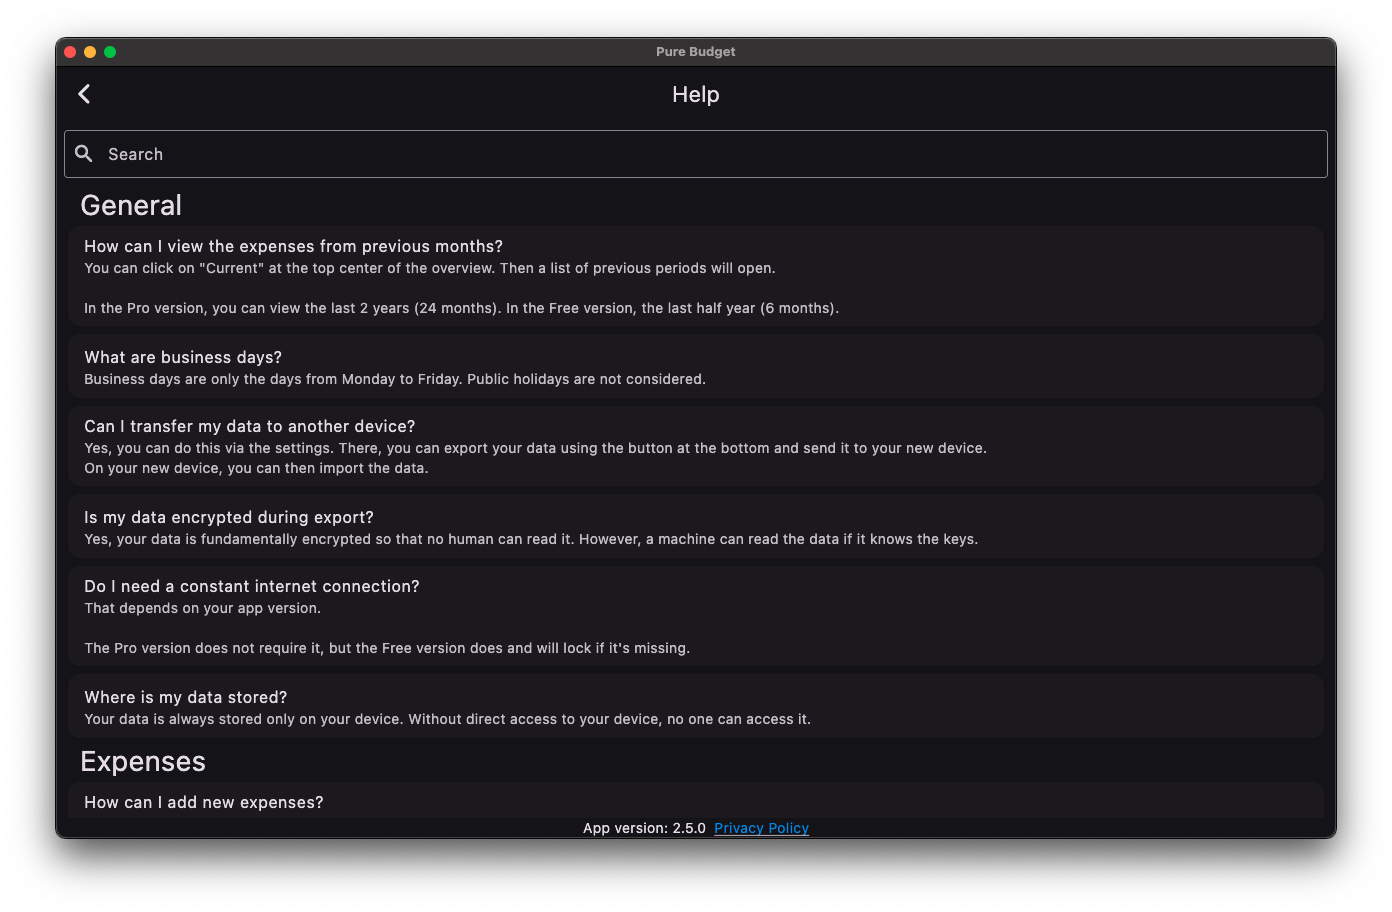 Pure Budget
Help
Search
General
How can I view the expenses from previous months?
You can click on "Current" at the top center of the overview. Then a list of previous periods will open.
In the Pro version, you can view the last 2 years (24 months). In the Free version, the last half year (6 months).
What are business days?
Business days are only the days from Monday to Friday. Public holidays are not considered.
Can I transfer my data to another device?
Yes, you can do this via the settings. There, you can export your data using the button at the bottom and send it to your new device.
On your new device, you can then import the data.
Is my data encrypted during export?
Yes, your data is fundamentally encrypted so that no human can read it. However, a machine can read the data if it knows the keys.
Do I need a constant internet connection?
That depends on your app version.
The Pro version does not require it, but the Free version does and will lock if it's missing.
Where is my data stored?
Your data is always stored only on your device. Without direct access to your device, no one can access it.
Expenses
How can I add new expenses?
App version: 2.5.0 Privacy Policy